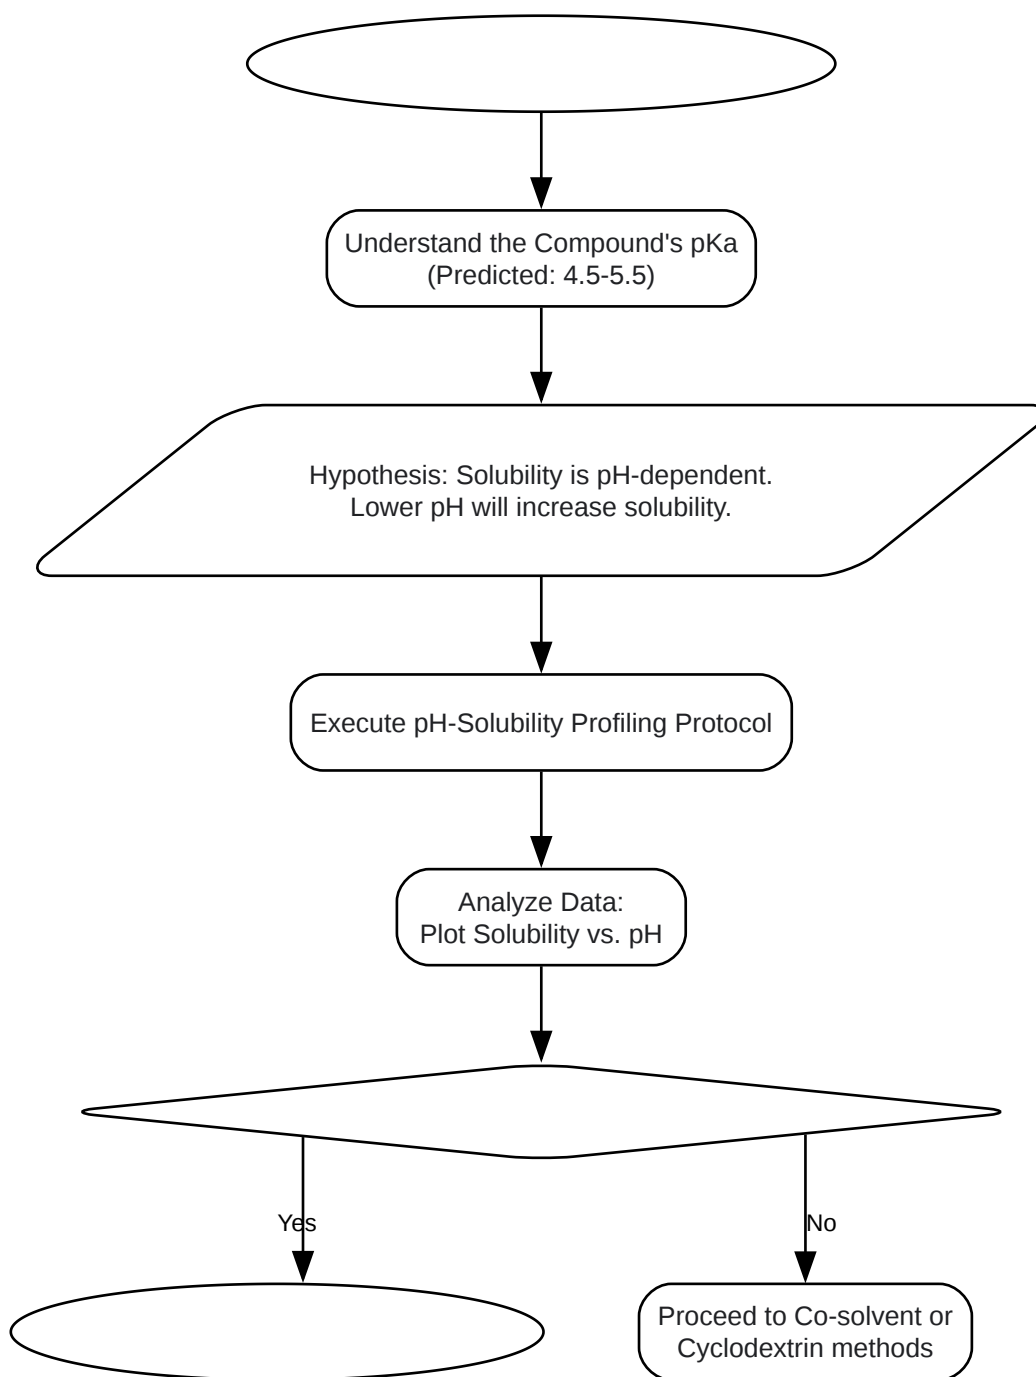 Understand the Compound's pKa
(Predicted: 4.5-5.5)
Hypothesis: Solubility is pH-dependent.
Lower pH will increase solubility.
Execute pH-Solubility Profiling Protocol
Analyze Data:
Plot Solubility vs. pH
Yes
No
Proceed to Co-solvent or
Cyclodextrin methods